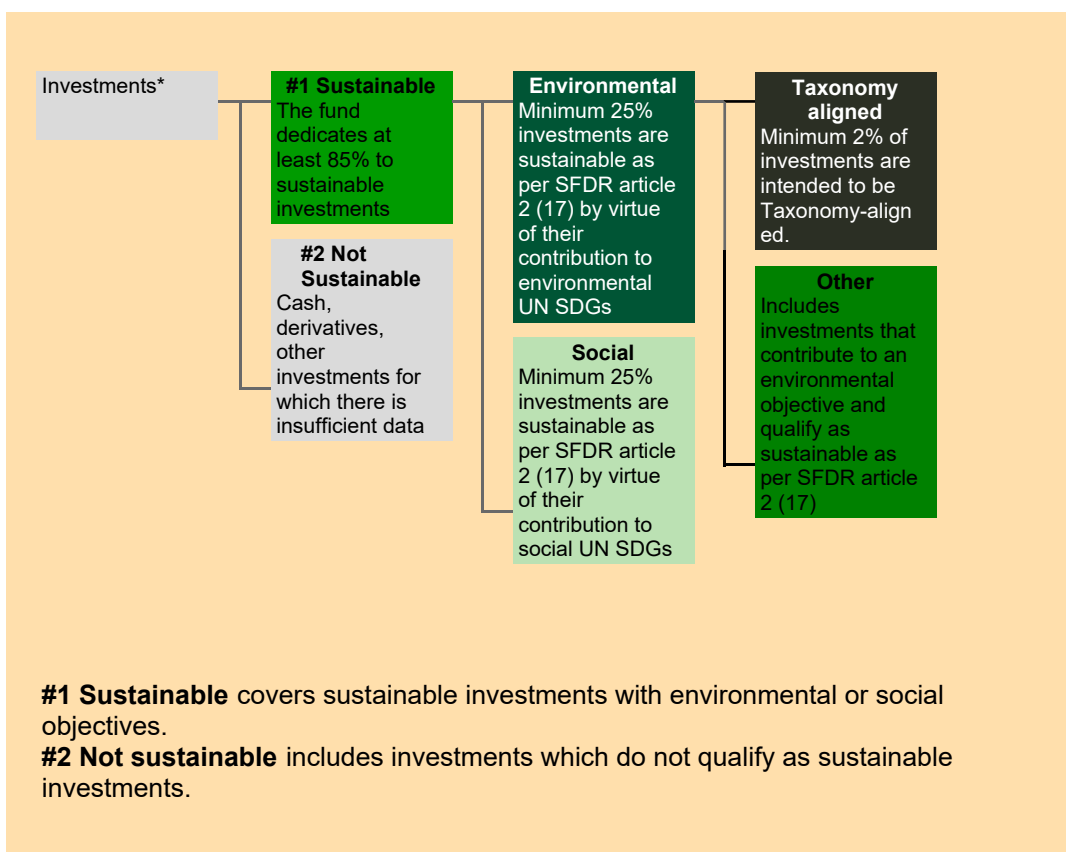 Investments*
#1 Sustainable
The fund
dedicates at
least 85% to
sustainable
investments
#2 Not
Sustainable
Cash,
derivatives,
other
investments for
which there is
insufficient data
Environmental
Minimum 25%
investments are
sustainable as
per SFDR article
2 (17) by virtue
of their
contribution to
environmental
UN SDGs
Social
Minimum 25%
investments are
sustainable as
per SFDR article
2 (17) by virtue
of their
contribution to
social UN SDGs
Taxonomy
aligned
Minimum 2% of
investments are
intended to be
Taxonomy-align
ed.
Other
Includes
investments that
contribute to an
environmental
objective and
qualify as
sustainable as
per SFDR article
2 (17)
#1 Sustainable covers sustainable investments with environmental or social
objectives.
#2 Not sustainable includes investments which do not qualify as sustainable
investments.